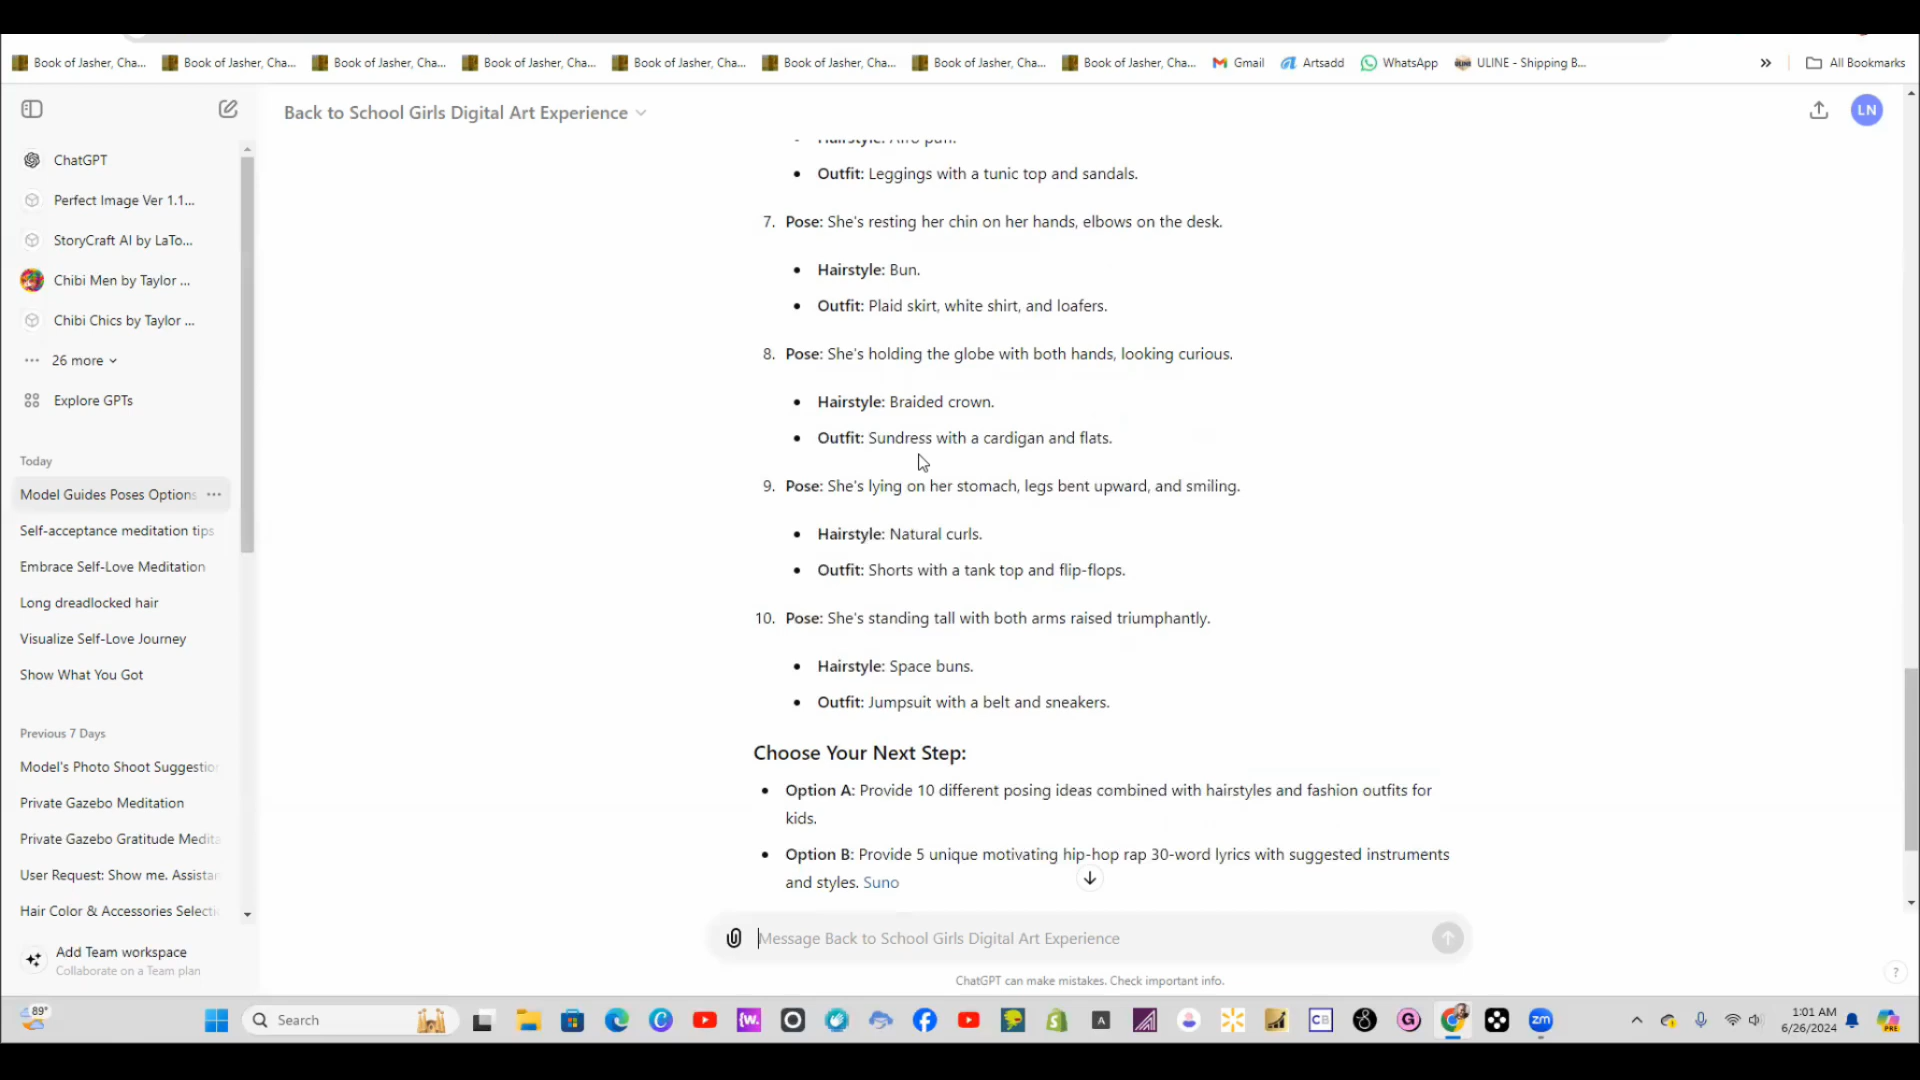 Book of Jasher, Cha...
Book of Jasher, Cha...
Book of Jasher, Cha...
Book of Jasher, Cha...
Book of Jasher, Cha...
Book of Jasher, Cha...
Book of Jasher, Cha...
Book of Jasher, Cha...
Gmail
Artsadd
WhatsApp
ULINE - Shipping B...
All Bookmarks
Back to School Girls Digital Art Experience
LN
ChatGPT
Perfect Image Ver 1.1...
StoryCraft AI by LaTo...
Chibi Men by Taylor ...
Chibi Chics by Taylor ...
26 more
Explore GPTs
Today
Model Guides Poses Options
Self-acceptance meditation tips
Embrace Self-Love Meditation
Long dreadlocked hair
Visualize Self-Love Journey
Show What You Got
Previous 7 Days
Model's Photo Shoot Suggestion
Private Gazebo Meditation
Private Gazebo Gratitude Medita
User Request: Show me. Assistan
Hair Color & Accessories Selecti
Add Team workspace
Collaborate on a Team plan
Hairstyle: Afro puff.
• Outfit: Leggings with a tunic top and sandals.
7. Pose: She's resting her chin on her hands, elbows on the desk.
• Hairstyle: Bun.
• Outfit: Plaid skirt, white shirt, and loafers.
8. Pose: She's holding the globe with both hands, looking curious.
• Hairstyle: Braided crown.
• Outfit: Sundress with a cardigan and flats.
9. Pose: She's lying on her stomach, legs bent upward, and smiling.
• Hairstyle: Natural curls.
• Outfit: Shorts with a tank top and flip-flops.
10. Pose: She's standing tall with both arms raised triumphantly.
• Hairstyle: Space buns.
• Outfit: Jumpsuit with a belt and sneakers.
Choose Your Next Step:
• Option A: Provide 10 different posing ideas combined with hairstyles and fashion outfits for
kids.
• Option B: Provide 5 unique motivating hip-hop rap 30-word lyrics with suggested instruments
and styles. Suno
Message Back to School Girls Digital Art Experience
ChatGPT can make mistakes. Check important info.
?
89°
Search
zm
1:01 AM
6/26/2024